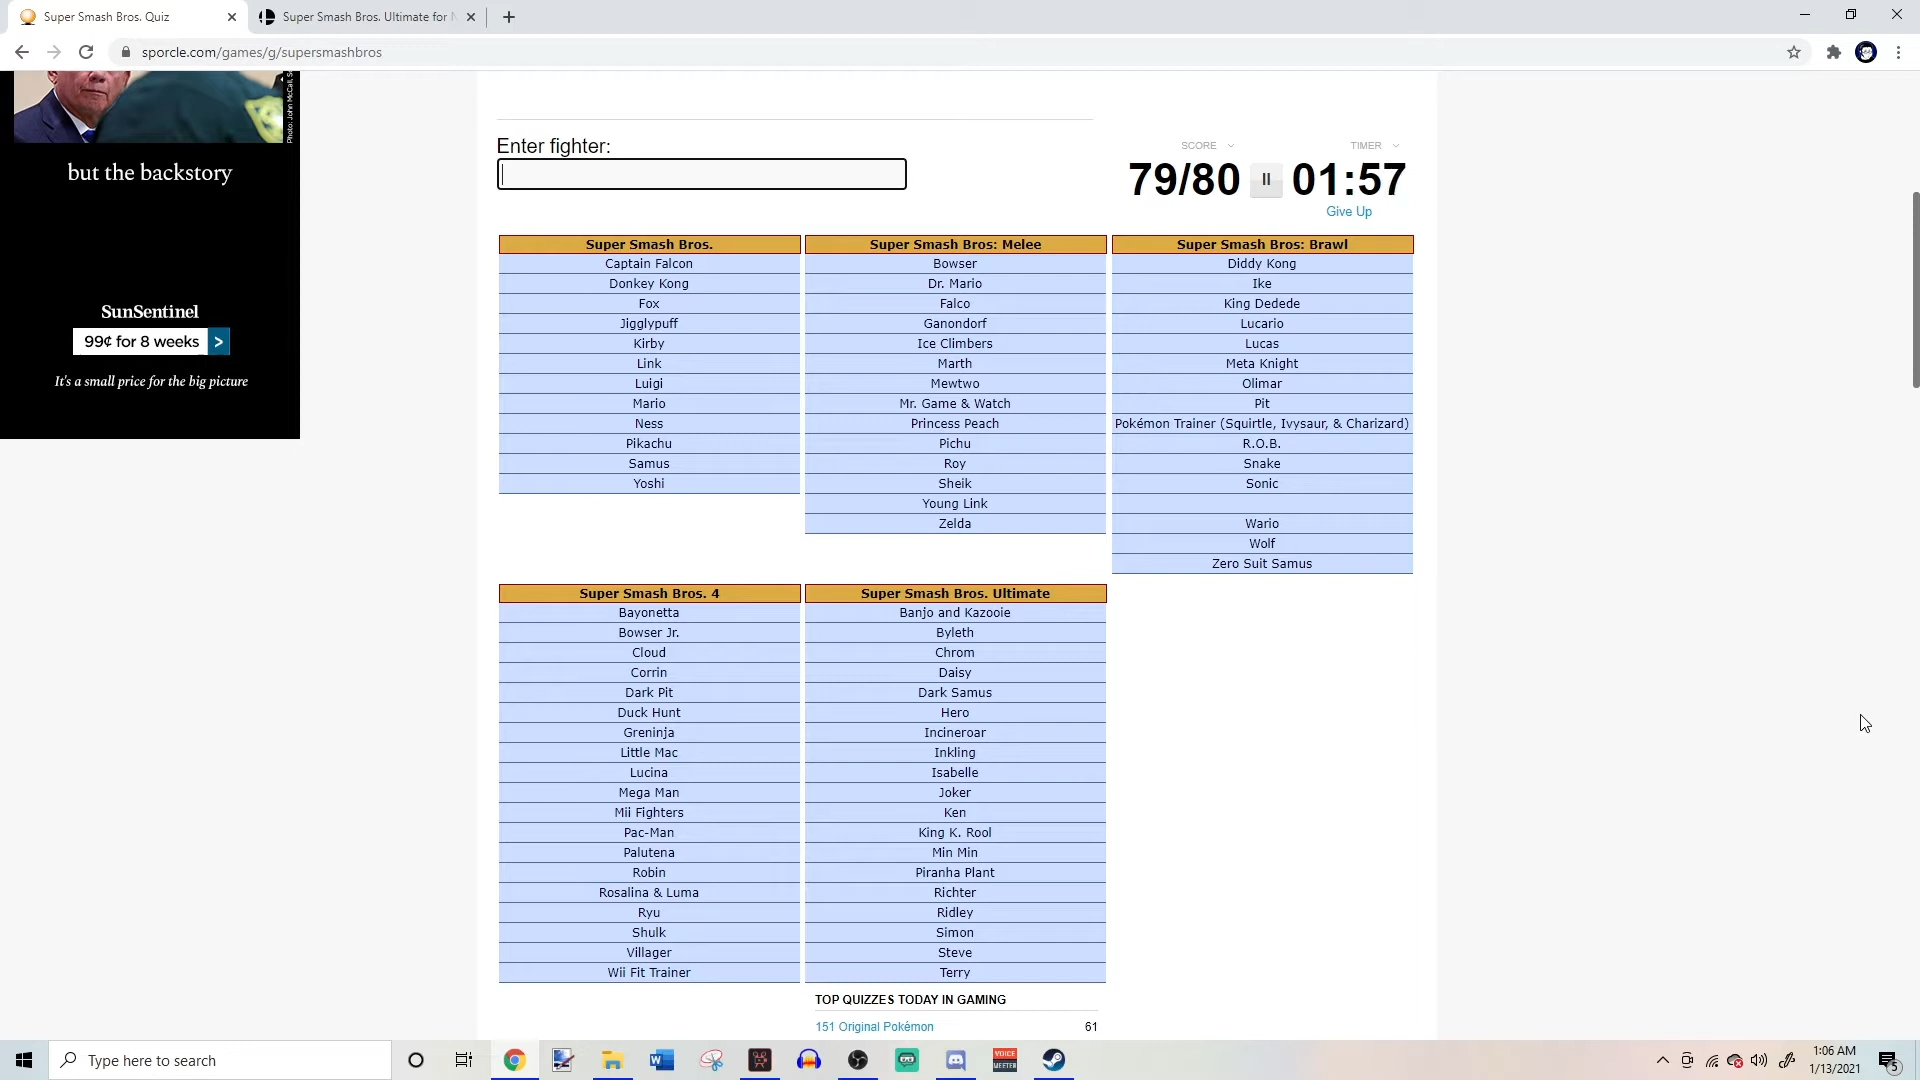 Super Smash Bros. Quiz
Super Smash Bros. Ultimate for
sporcle.com/games/g/supersmashbros
but the backstory
SunSentinel
99¢ for 8 weeks >
It's a small price for the big picture
Photo: John McCall, S
Enter fighter:
SCORE
TIMER
79/80
01:57
Give Up
Super Smash Bros.
Captain Falcon
Donkey Kong
Fox
Jigglypuff
Kirby
Link
Luigi
Mario
Ness
Pikachu
Samus
Yoshi
Super Smash Bros: Melee
Bowser
Dr. Mario
Falco
Ganondorf
Ice Climbers
Marth
Mewtwo
Mr. Game & Watch
Princess Peach
Pichu
Roy
Sheik
Young Link
Zelda
Super Smash Bros: Brawl
Diddy Kong
Ike
King Dedede
Lucario
Lucas
Meta Knight
Olimar
Pit
Pokémon Trainer (Squirtle, Ivysaur, & Charizard)
R.O.B.
Snake
Sonic
Wario
Wolf
Zero Suit Samus
Super Smash Bros. 4
Bayonetta
Bowser Jr.
Cloud
Corrin
Dark Pit
Duck Hunt
Greninja
Little Mac
Lucina
Mega Man
Mii Fighters
Pac-Man
Palutena
Robin
Rosalina & Luma
Ryu
Shulk
Villager
Wii Fit Trainer
Super Smash Bros. Ultimate
Banjo and Kazooie
Byleth
Chrom
Daisy
Dark Samus
Hero
Incineroar
Inkling
Isabelle
Joker
Ken
King K. Rool
Min Min
Piranha Plant
Richter
Ridley
Simon
Steve
Terry
TOP QUIZZES TODAY IN GAMING
151 Original Pokémon 61
Type here to search
VOICE
MEETER
1:06 AM
1/13/2021
5